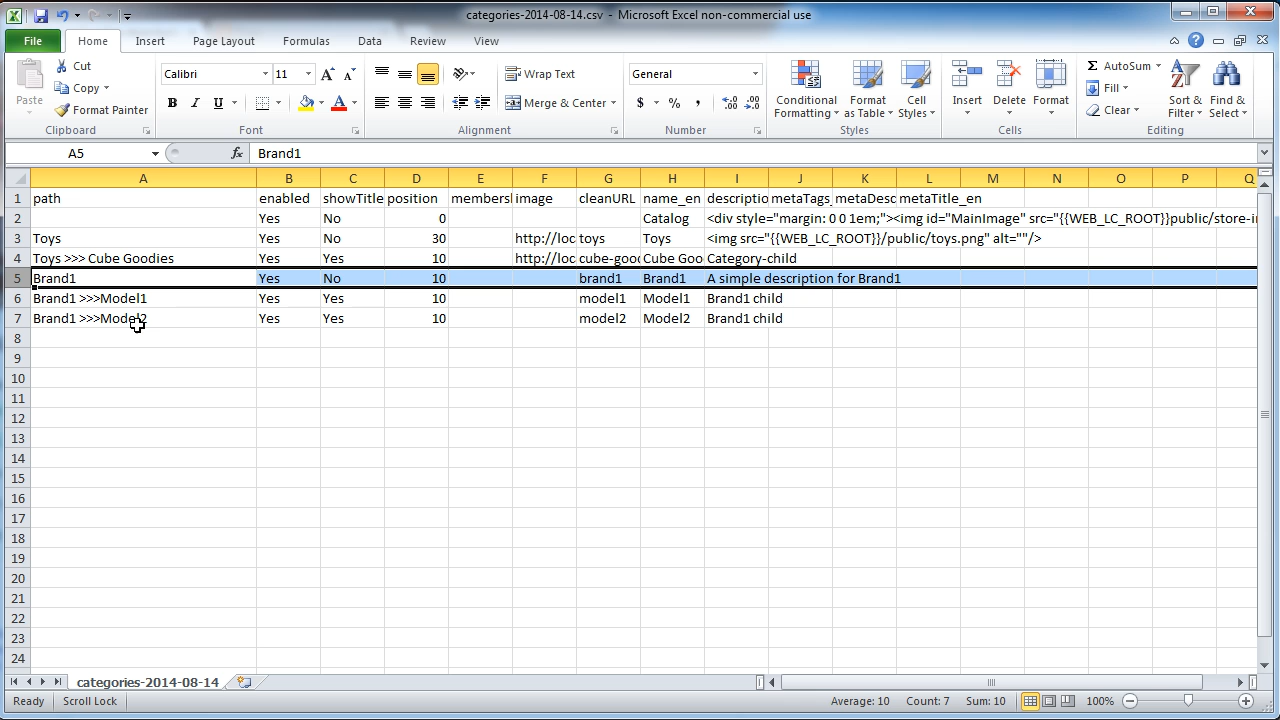 categories-2014-08-14.csv - Microsoft Excel non-commercial use
File Home Insert Page Layout Formulas Data Review View
Paste
Cut
Copy
Format Painter
Clipboard
Calibri 11
B I U
Font
Wrap Text
Merge & Center
Alignment
General
$ % ,
Number
Conditional Formatting
Format as Table
Cell Styles
Styles
Insert Delete Format
Cells
AutoSum
Fill
Clear
Sort & Filter
Find & Select
Editing
A5 fx Brand1
A B C D E F G H I J K L M N O P Q
1 path enabled showTitle position membersh image cleanURL name_en descriptio metaTags_ metaDesc metaTitle_en
2 Yes No 0 Catalog <div style="margin: 0 0 1em;"><img id="MainImage" src="{{WEB_LC_ROOT}}public/store-in
3 Toys Yes No 30 http://loc toys Toys <img src="{{WEB_LC_ROOT}}/public/toys.png" alt=""/>
4 Toys >>> Cube Goodies Yes Yes 10 http://loc cube-good Cube Goo Category-child
5 Brand1 Yes No 10 brand1 Brand1 A simple description for Brand1
6 Brand1 >>>Model1 Yes Yes 10 model1 Model1 Brand1 child
7 Brand1 >>>Model2 Yes Yes 10 model2 Model2 Brand1 child
8
9
10
11
12
13
14
15
16
17
18
19
20
21
22
23
24
categories-2014-08-14
Ready Scroll Lock Average: 10 Count: 7 Sum: 10 100%